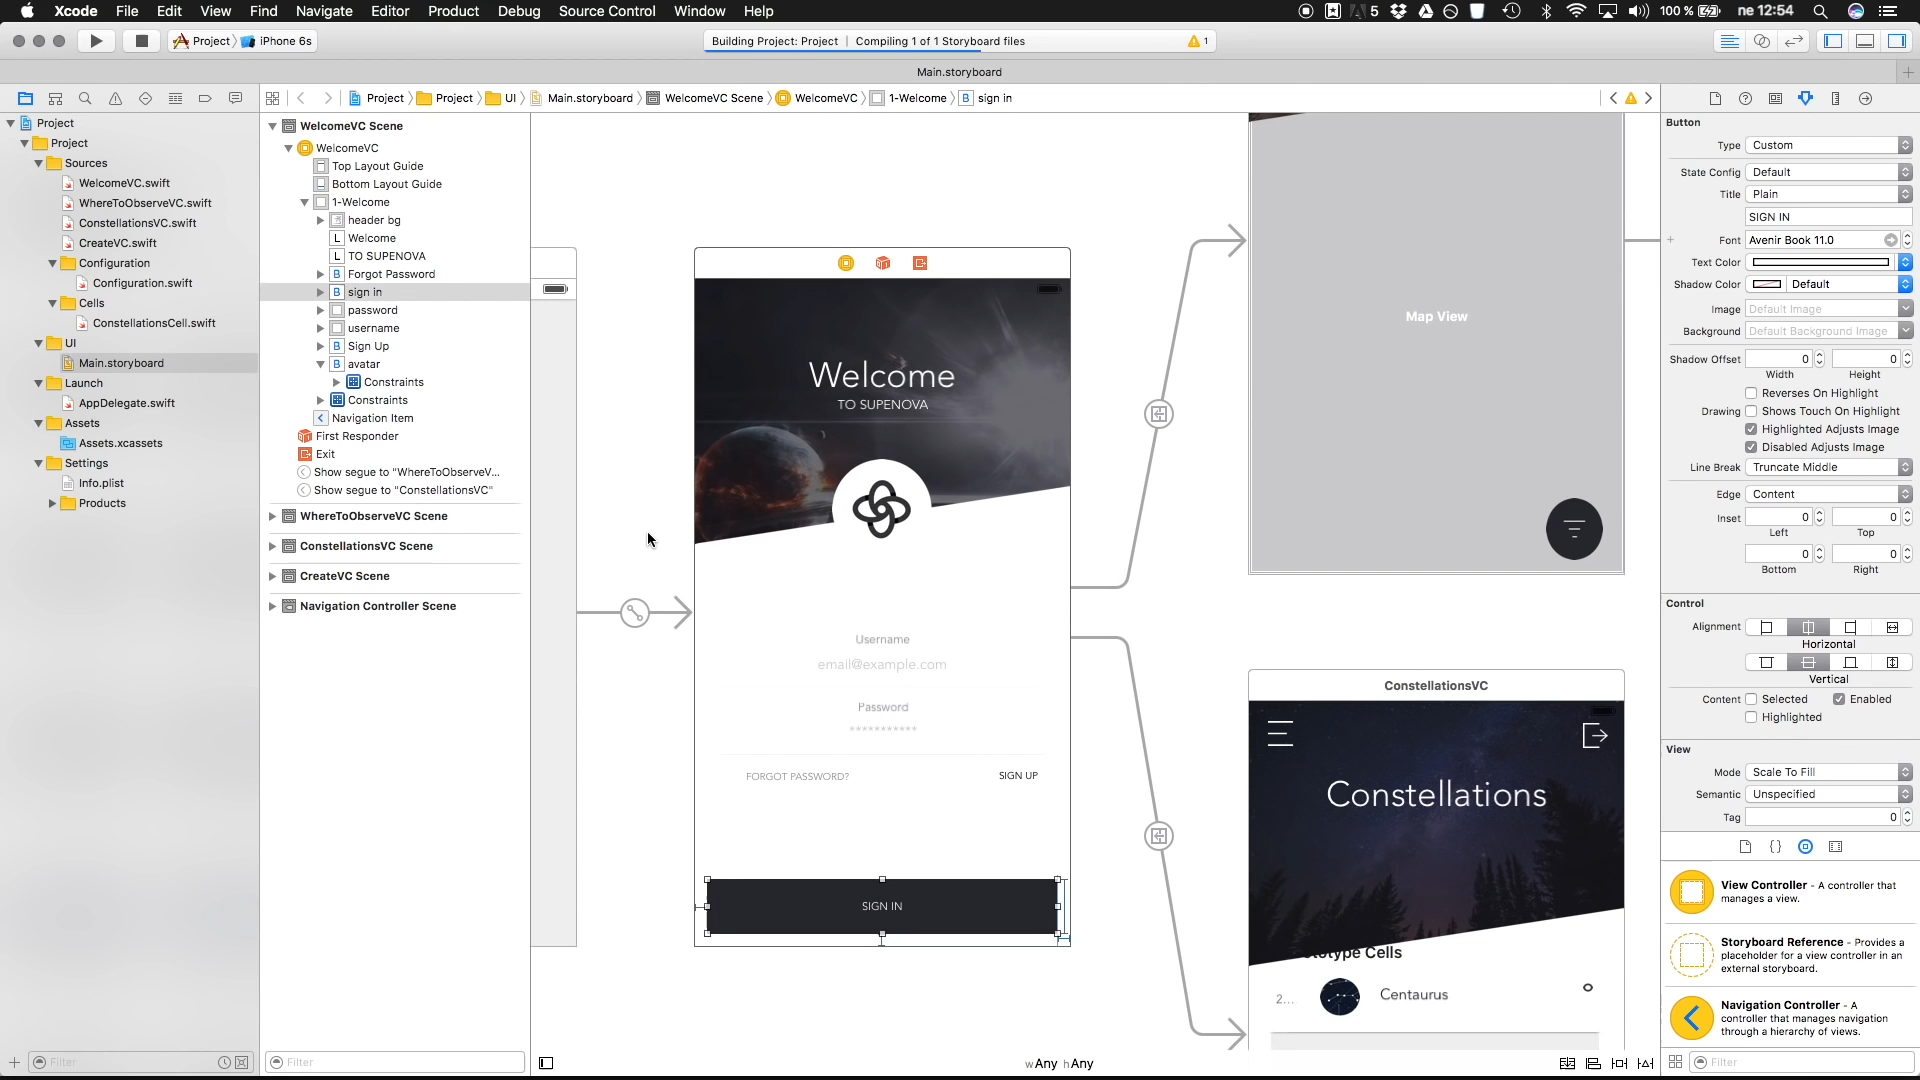 Xcode File Edit View Find Navigate Editor Product Debug Source Control Window Help
5 100 % ne 12:54
Project iPhone 6s
Building Project: Project | Compiling 1 of 1 Storyboard files 1
Main.storyboard
Project Project UI Main.storyboard WelcomeVC Scene WelcomeVC 1-Welcome B sign in
Project
Project
Sources
WelcomeVC.swift
WhereToObserveVC.swift
ConstellationsVC.swift
CreateVC.swift
Configuration
Configuration.swift
Cells
ConstellationsCell.swift
UI
Main.storyboard
Launch
AppDelegate.swift
Assets
Assets.xcassets
Settings
Info.plist
Products
Filter
WelcomeVC Scene
WelcomeVC
Top Layout Guide
Bottom Layout Guide
1-Welcome
header bg
L Welcome
L TO SUPENOVA
B Forgot Password
B sign in
password
username
B Sign Up
B avatar
Constraints
Constraints
Navigation Item
First Responder
Exit
Show segue to "WhereToObserveV...
Show segue to "ConstellationsVC"
WhereToObserveVC Scene
ConstellationsVC Scene
CreateVC Scene
Navigation Controller Scene
Filter
Welcome
TO SUPENOVA
Username
email@example.com
Password
***********
FORGOT PASSWORD?
SIGN UP
SIGN IN
Map View
ConstellationsVC
Constellations
ototype Cells
2...
Centaurus
wAny hAny
Button
Type Custom
State Config Default
Title Plain
SIGN IN
Font Avenir Book 11.0
Text Color
Shadow Color Default
Image Default Image
Background Default Background Image
Shadow Offset 0 0
Width Height
Reverses On Highlight
Drawing Shows Touch On Highlight
Highlighted Adjusts Image
Disabled Adjusts Image
Line Break Truncate Middle
Edge Content
Inset 0 0
Left Top
0 0
Bottom Right
Control
Alignment
Horizontal
Vertical
Content Selected Enabled
Highlighted
View
Mode Scale To Fill
Semantic Unspecified
Tag 0
{}
View Controller - A controller that
manages a view.
Storyboard Reference - Provides a
placeholder for a view controller in an
external storyboard.
Navigation Controller - A
controller that manages navigation
through a hierarchy of views.
Filter